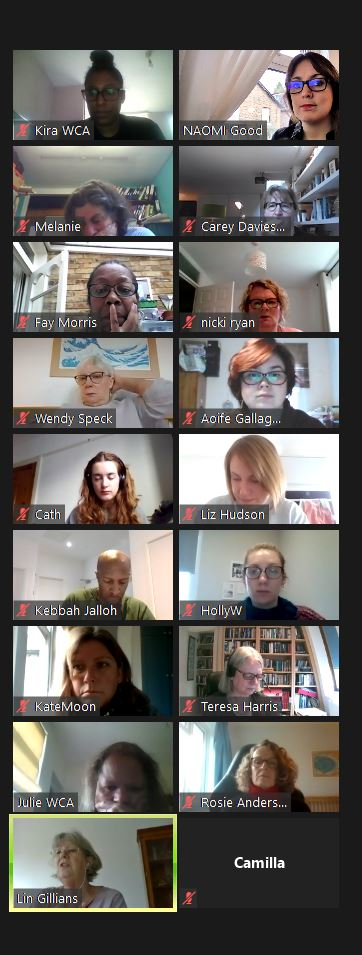 Kira WCA
NAOMI Good
Melanie
Carey Davies...
Fay Morris
nicki ryan
Wendy Speck
Aoife Gallag...
Cath
Liz Hudson
Kebbah Jalloh
HollyW
KateMoon
Teresa Harris
Julie WCA
Rosie Anders...
Lin Gillians
Camilla